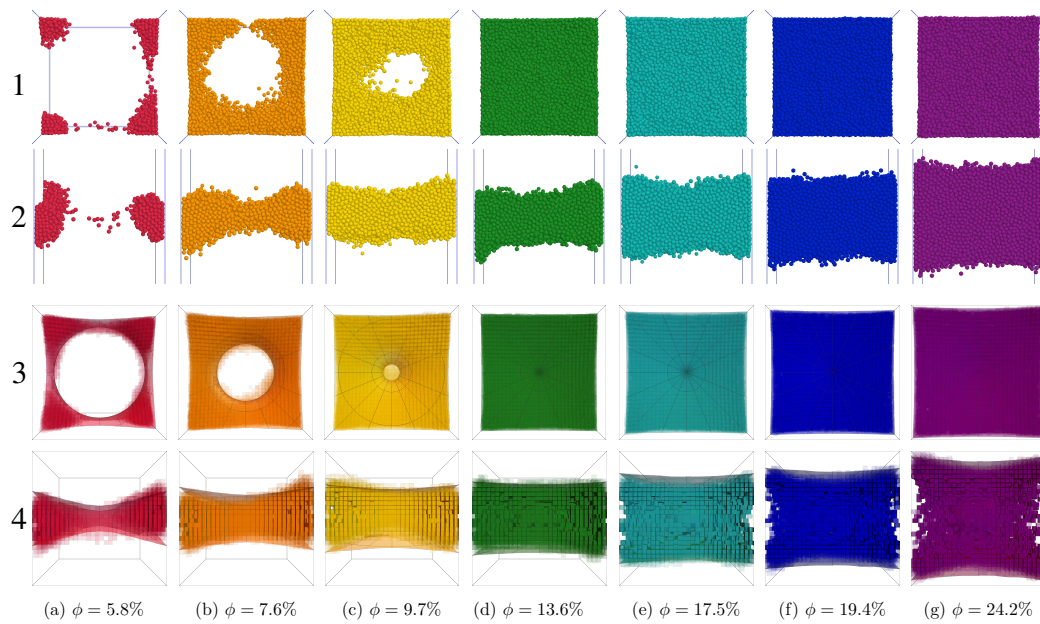 1
2
3
4
(a) ϕ = 5.8% (b) ϕ = 7.6% (c) ϕ = 9.7% (d) ϕ = 13.6% (e) ϕ = 17.5% (f) ϕ = 19.4% (g) ϕ = 24.2%